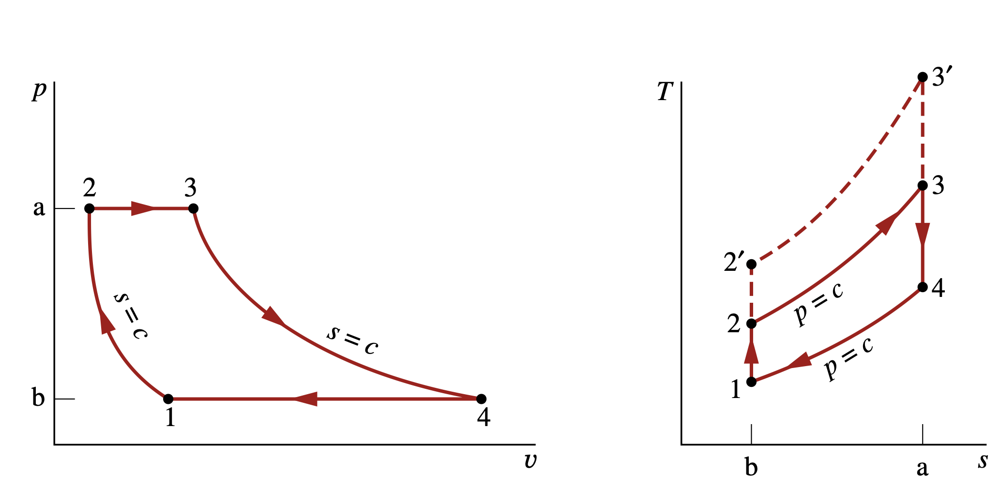 p
2
3
a
s = c
s = c
b
1
4
v
T
3′
3
2′
4
2
p = c
p = c
1
b
a
s